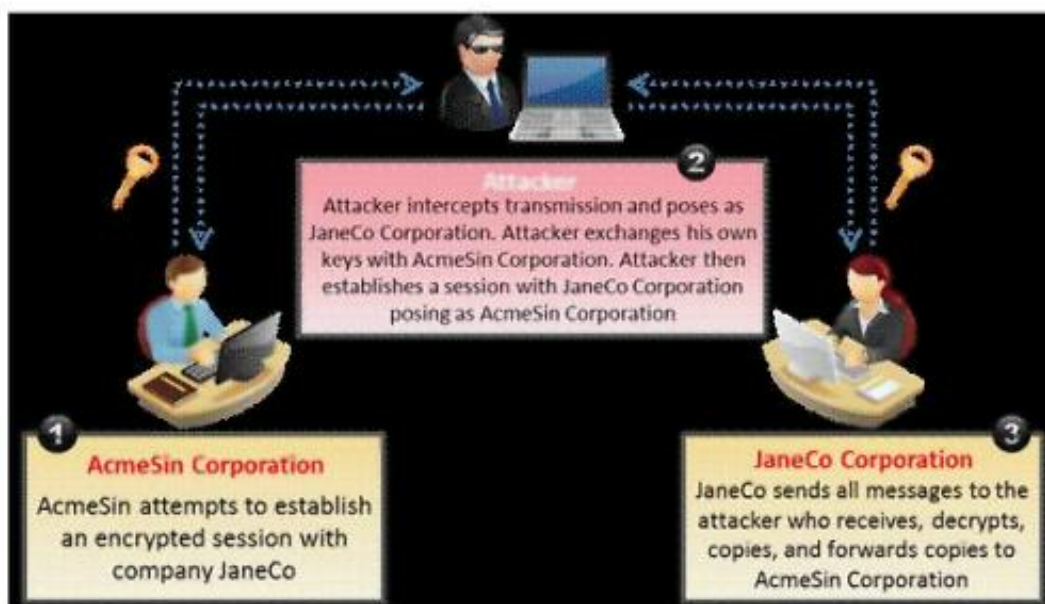 2
Attacker
Attacker intercepts transmission and poses as
JaneCo Corporation. Attacker exchanges his own
keys with AcmeSin Corporation. Attacker then
establishes a session with JaneCo Corporation
posing as AcmeSin Corporation
1
AcmeSin Corporation
AcmeSin attempts to establish
an encrypted session with
company JaneCo
3
JaneCo Corporation
JaneCo sends all messages to the
attacker who receives, decrypts,
copies, and forwards copies to
AcmeSin Corporation